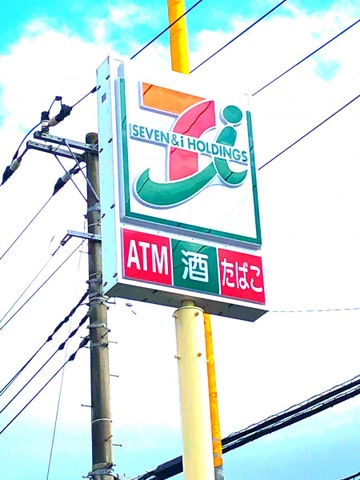 SEVEN & i HOLDINGS
ATM 酒 たばこ